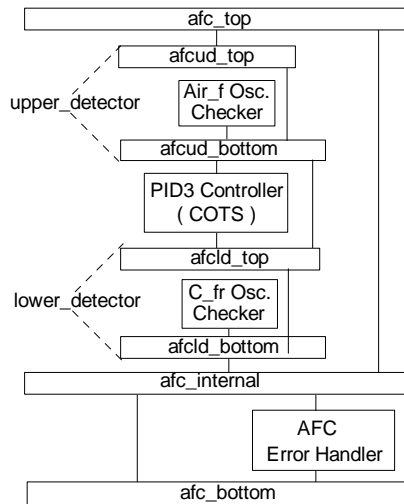 afc_top
afcud_top
upper_detector
Air_f Osc.
Checker
afcud_bottom
PID3 Controller
( COTS )
afcld_top
lower_detector
C_fr Osc.
Checker
afcld_bottom
afc_internal
AFC
Error Handler
afc_bottom